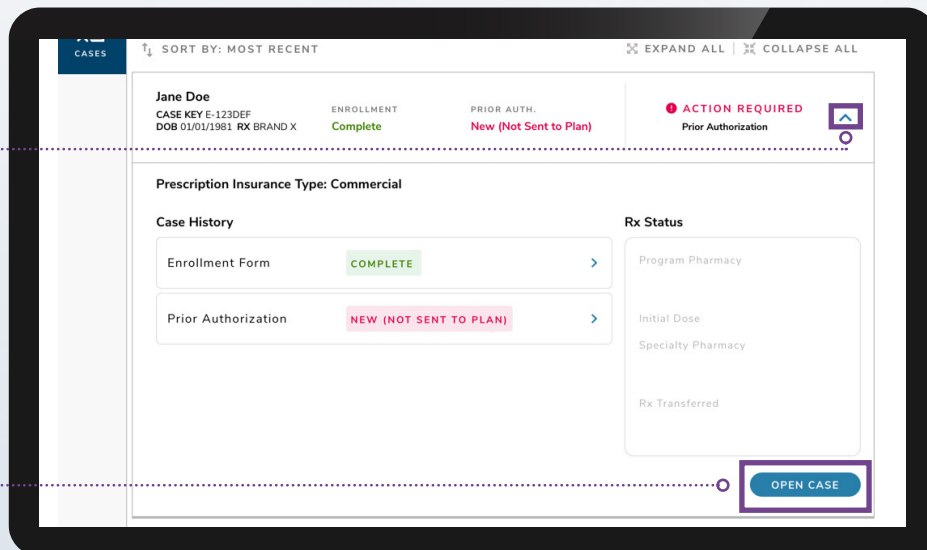 CASES
SORT BY: MOST RECENT
EXPAND ALL | COLLAPSE ALL
Jane Doe
CASE KEY E-123DEF
DOB 01/01/1981 RX BRAND X
ENROLLMENT
Complete
PRIOR AUTH.
New (Not Sent to Plan)
ACTION REQUIRED
Prior Authorization
Prescription Insurance Type: Commercial
Case History
Enrollment Form COMPLETE
Prior Authorization NEW (NOT SENT TO PLAN)
Rx Status
Program Pharmacy
Initial Dose
Specialty Pharmacy
Rx Transferred
OPEN CASE